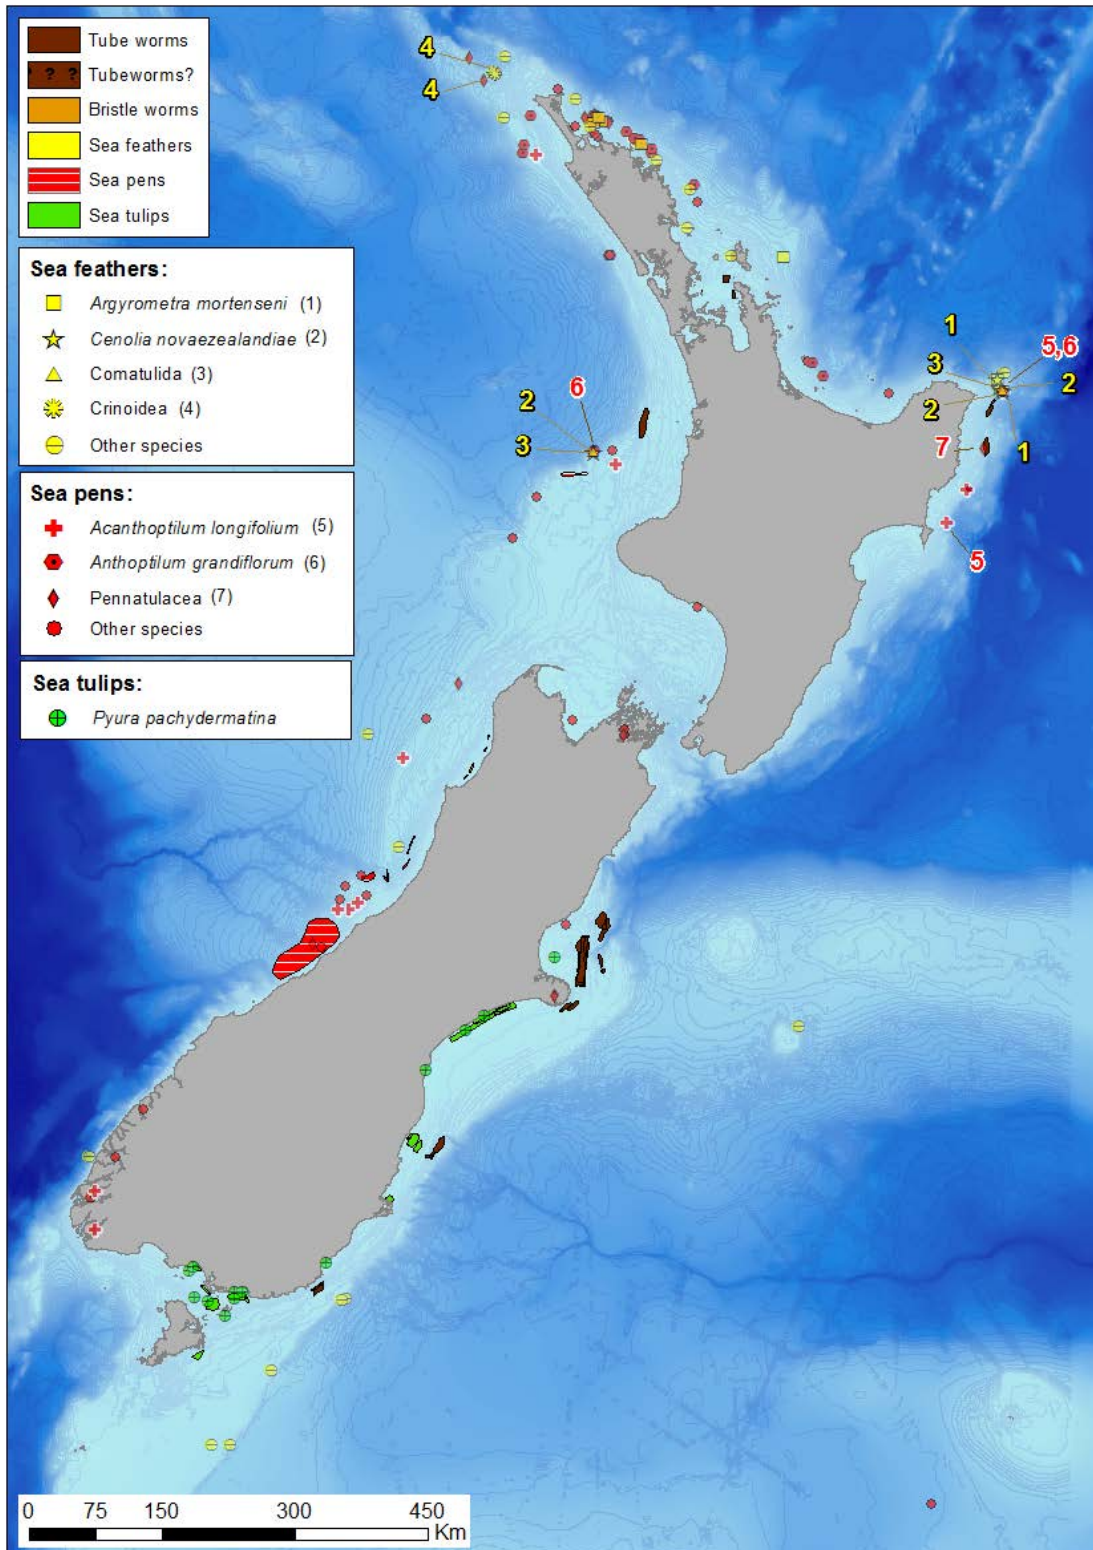 Tube worms
? ? ? Tubeworms?
Bristle worms
Sea feathers
Sea pens
Sea tulips
Sea feathers:
Argyrometra mortenseni (1)
Cenolia novaezealandiae (2)
Comatulida (3)
Crinoidea (4)
Other species
Sea pens:
Acanthoptilum longifolium (5)
Anthoptilum grandiflorum (6)
Pennatulacea (7)
Other species
Sea tulips:
Pyura pachydermatina
4
4
1
5,6
3
2
2
1
6
2
3
7
5
0 75 150 300 450
Km